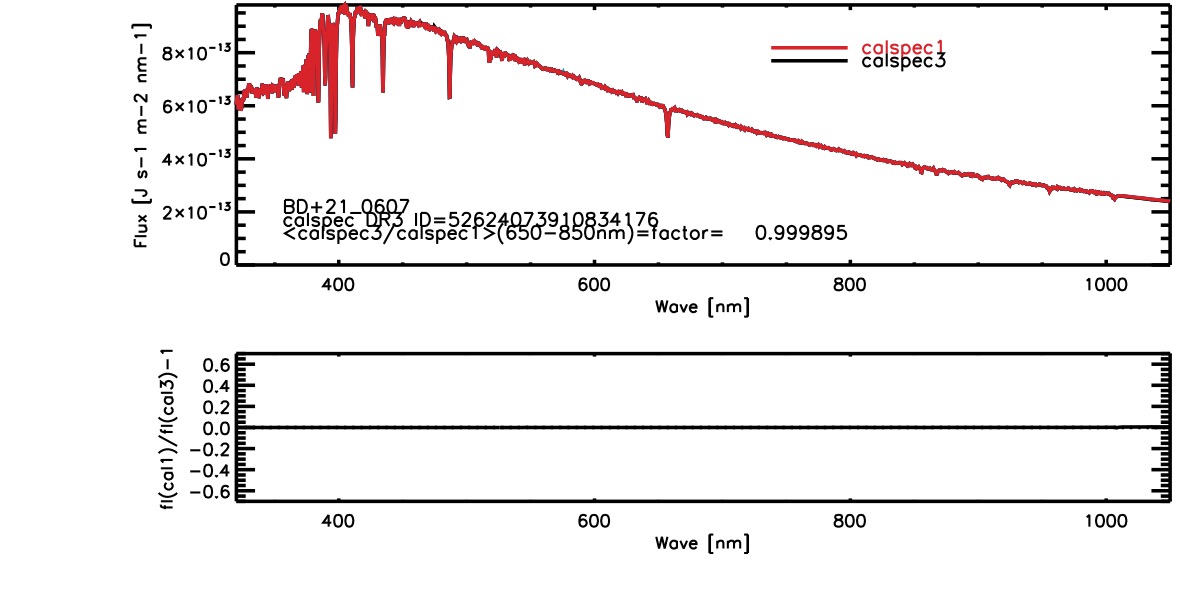 Flux [J s-1 m-2 nm-1]
8×10-13
6×10-13
4×10-13
2×10-13
0
calspec1
calspec3
BD+21_0607
calspec DR3 ID=52624073910834176
<calspec3/calspec1>(650-850nm)=factor= 0.999895
400 600 800 1000
Wave [nm]
fl(cal1)/fl(cal3)-1
0.6
0.4
0.2
0.0
-0.2
-0.4
-0.6
400 600 800 1000
Wave [nm]